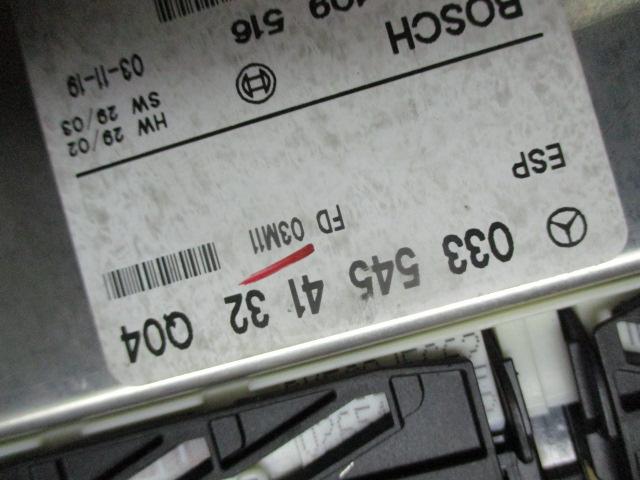 033 545 41 32 Q04
FD 03M11
ESP
HW 29/02
SW 29/03
03-11-19
BOSCH
409 516